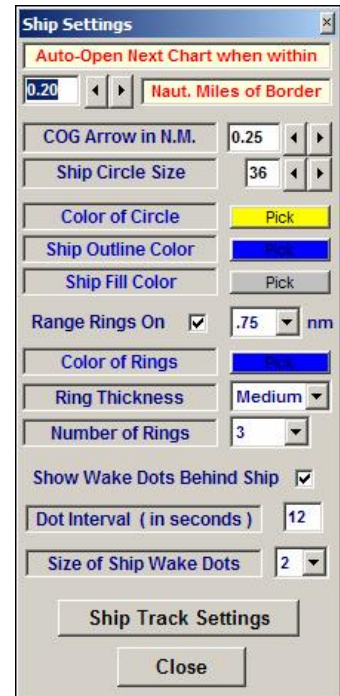 Ship Settings
Auto-Open Next Chart when within
0.20 Naut. Miles of Border
COG Arrow in N.M. 0.25
Ship Circle Size 36
Color of Circle Pick
Ship Outline Color Pick
Ship Fill Color Pick
Range Rings On .75 nm
Color of Rings Pick
Ring Thickness Medium
Number of Rings 3
Show Wake Dots Behind Ship
Dot Interval ( in seconds ) 12
Size of Ship Wake Dots 2
Ship Track Settings
Close